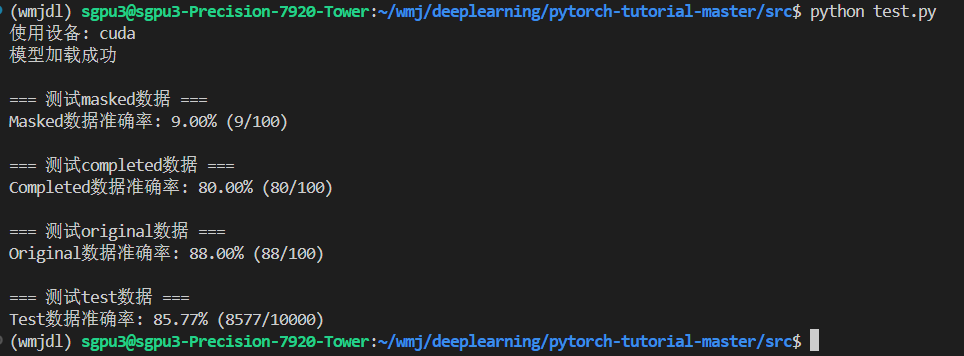 (wmjdl) sgpu3@sgpu3-Precision-7920-Tower:~/wmj/deeplearning/pytorch-tutorial-master/src$ python test.py
使用设备: cuda
模型加载成功
=== 测试masked数据 ===
Masked数据准确率: 9.00% (9/100)
=== 测试completed数据 ===
Completed数据准确率: 80.00% (80/100)
=== 测试original数据 ===
Original数据准确率: 88.00% (88/100)
=== 测试test数据 ===
Test数据准确率: 85.77% (8577/10000)
(wmjdl) sgpu3@sgpu3-Precision-7920-Tower:~/wmj/deeplearning/pytorch-tutorial-master/src$